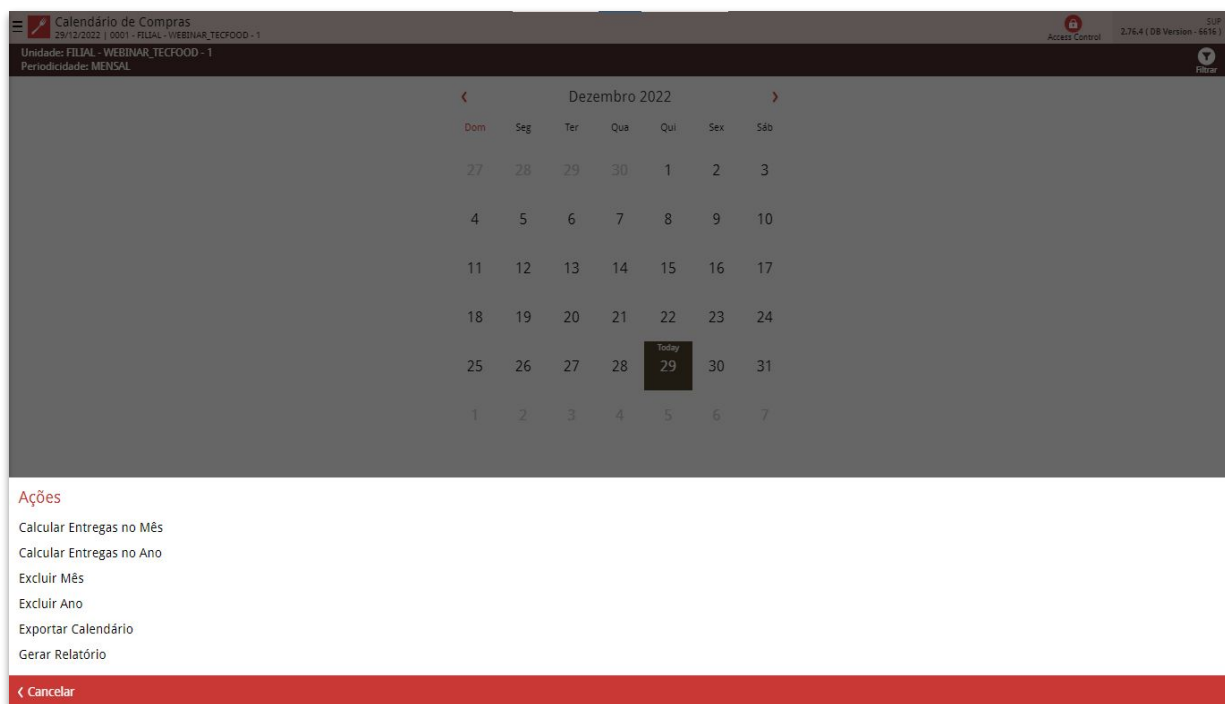 Calendário de Compras
29/12/2022 | 0001 - FILIAL - WEBINAR_TECFOOD - 1
Access Control
SUP
2.76.4 ( DB Version - 6616 )
Unidade: FILIAL - WEBINAR_TECFOOD - 1
Periodicidade: MENSAL
Filtrar
❮ Dezembro 2022 ❯
Dom Seg Ter Qua Qui Sex Sáb
27 28 29 30 1 2 3
4 5 6 7 8 9 10
11 12 13 14 15 16 17
18 19 20 21 22 23 24
Today
25 26 27 28 29 30 31
1 2 3 4 5 6 7
Ações
Calcular Entregas no Mês
Calcular Entregas no Ano
Excluir Mês
Excluir Ano
Exportar Calendário
Gerar Relatório
❮ Cancelar